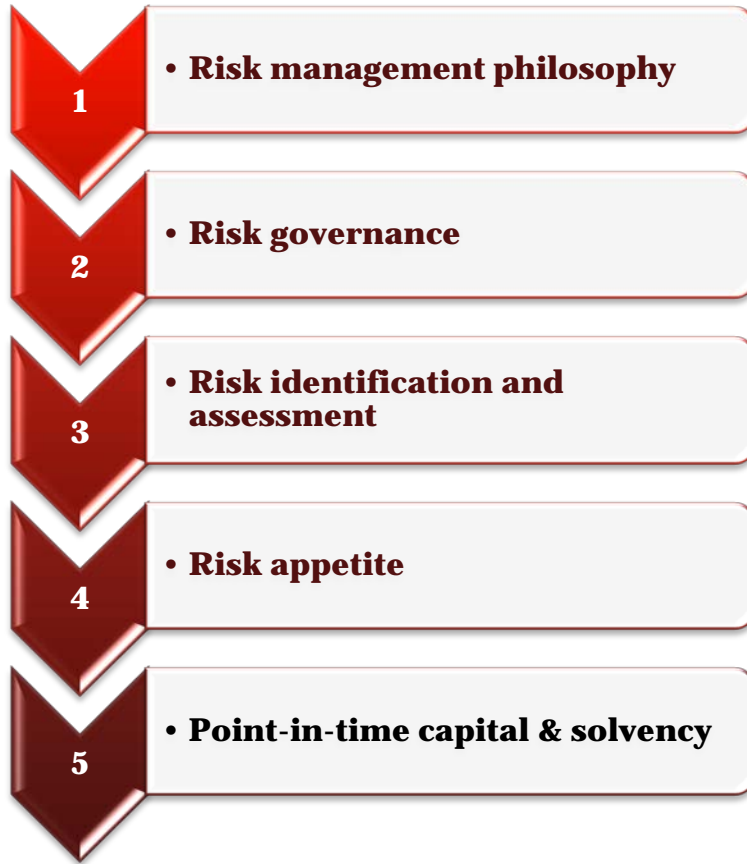 1
• Risk management philosophy
2
• Risk governance
3
• Risk identification and
assessment
4
• Risk appetite
5
• Point-in-time capital & solvency